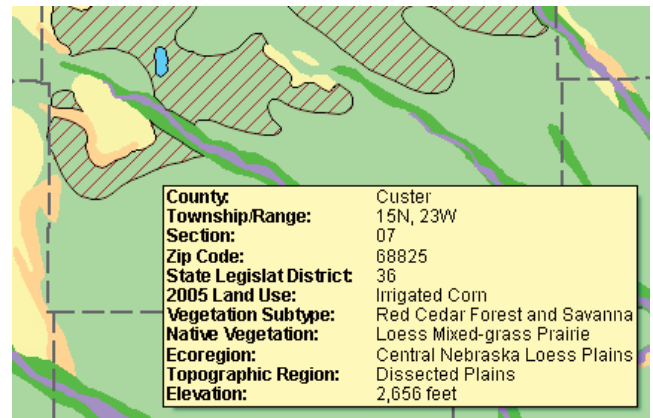 County: Custer
Township/Range: 15N, 23W
Section: 07
Zip Code: 68825
State Legislat District: 36
2005 Land Use: Irrigated Corn
Vegetation Subtype: Red Cedar Forest and Savanna
Native Vegetation: Loess Mixed-grass Prairie
Ecoregion: Central Nebraska Loess Plains
Topographic Region: Dissected Plains
Elevation: 2,656 feet